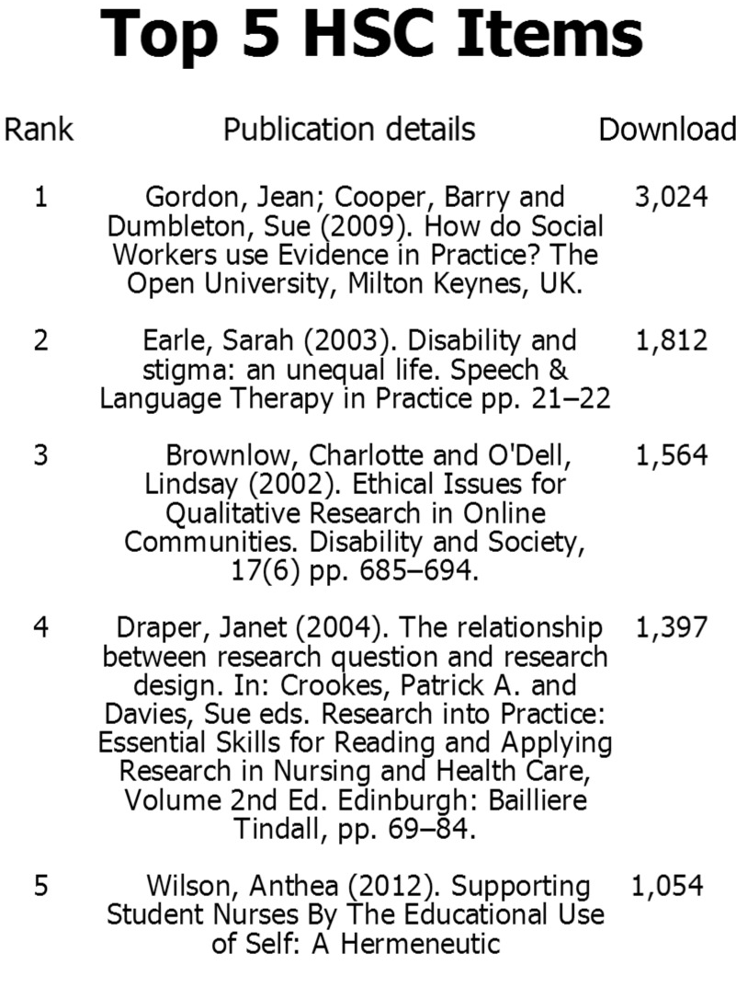 Top 5 HSC Items
Rank Publication details Download
1 Gordon, Jean; Cooper, Barry and 3,024
Dumbleton, Sue (2009). How do Social
Workers use Evidence in Practice? The
Open University, Milton Keynes, UK.
2 Earle, Sarah (2003). Disability and 1,812
stigma: an unequal life. Speech &
Language Therapy in Practice pp. 21–22
3 Brownlow, Charlotte and O'Dell, 1,564
Lindsay (2002). Ethical Issues for
Qualitative Research in Online
Communities. Disability and Society,
17(6) pp. 685–694.
4 Draper, Janet (2004). The relationship 1,397
between research question and research
design. In: Crookes, Patrick A. and
Davies, Sue eds. Research into Practice:
Essential Skills for Reading and Applying
Research in Nursing and Health Care,
Volume 2nd Ed. Edinburgh: Bailliere
Tindall, pp. 69–84.
5 Wilson, Anthea (2012). Supporting 1,054
Student Nurses By The Educational Use
of Self: A Hermeneutic